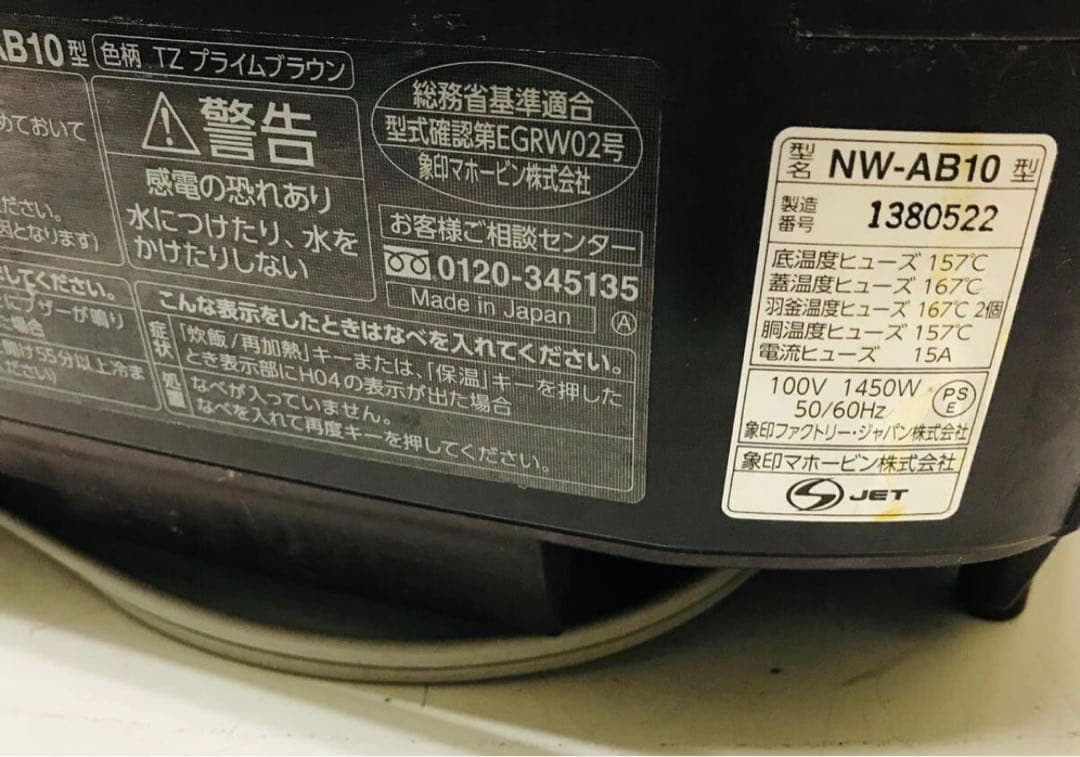 AB10型 色柄 TZ プライムブラウン
めておいて
ださい。
因となります)
してください。
にブザーが鳴り
た場合
開け55分以上冷ま
ください)
警告
感電の恐れあり
水につけたり、水を
かけたりしない
総務省基準適合
型式確認第EGRW02号
象印マホービン株式会社
お客様ご相談センター
0120-345135
Made in Japan
A
こんな表示をしたときはなべを入れてください。
症状
「炊飯/再加熱」キーまたは、「保温」キーを押した
とき表示部にH04の表示が出た場合
処置
なべが入っていません。
なべを入れて再度キーを押してください。
型名 NW-AB10 型
製造番号 1380522
底温度ヒューズ 157℃
蓋温度ヒューズ 167℃
羽釜温度ヒューズ 167℃ 2個
胴温度ヒューズ 157℃
電流ヒューズ 15A
100V 1450W
50/60Hz
PS
E
象印ファクトリー・ジャパン株式会社
象印マホービン株式会社
JET